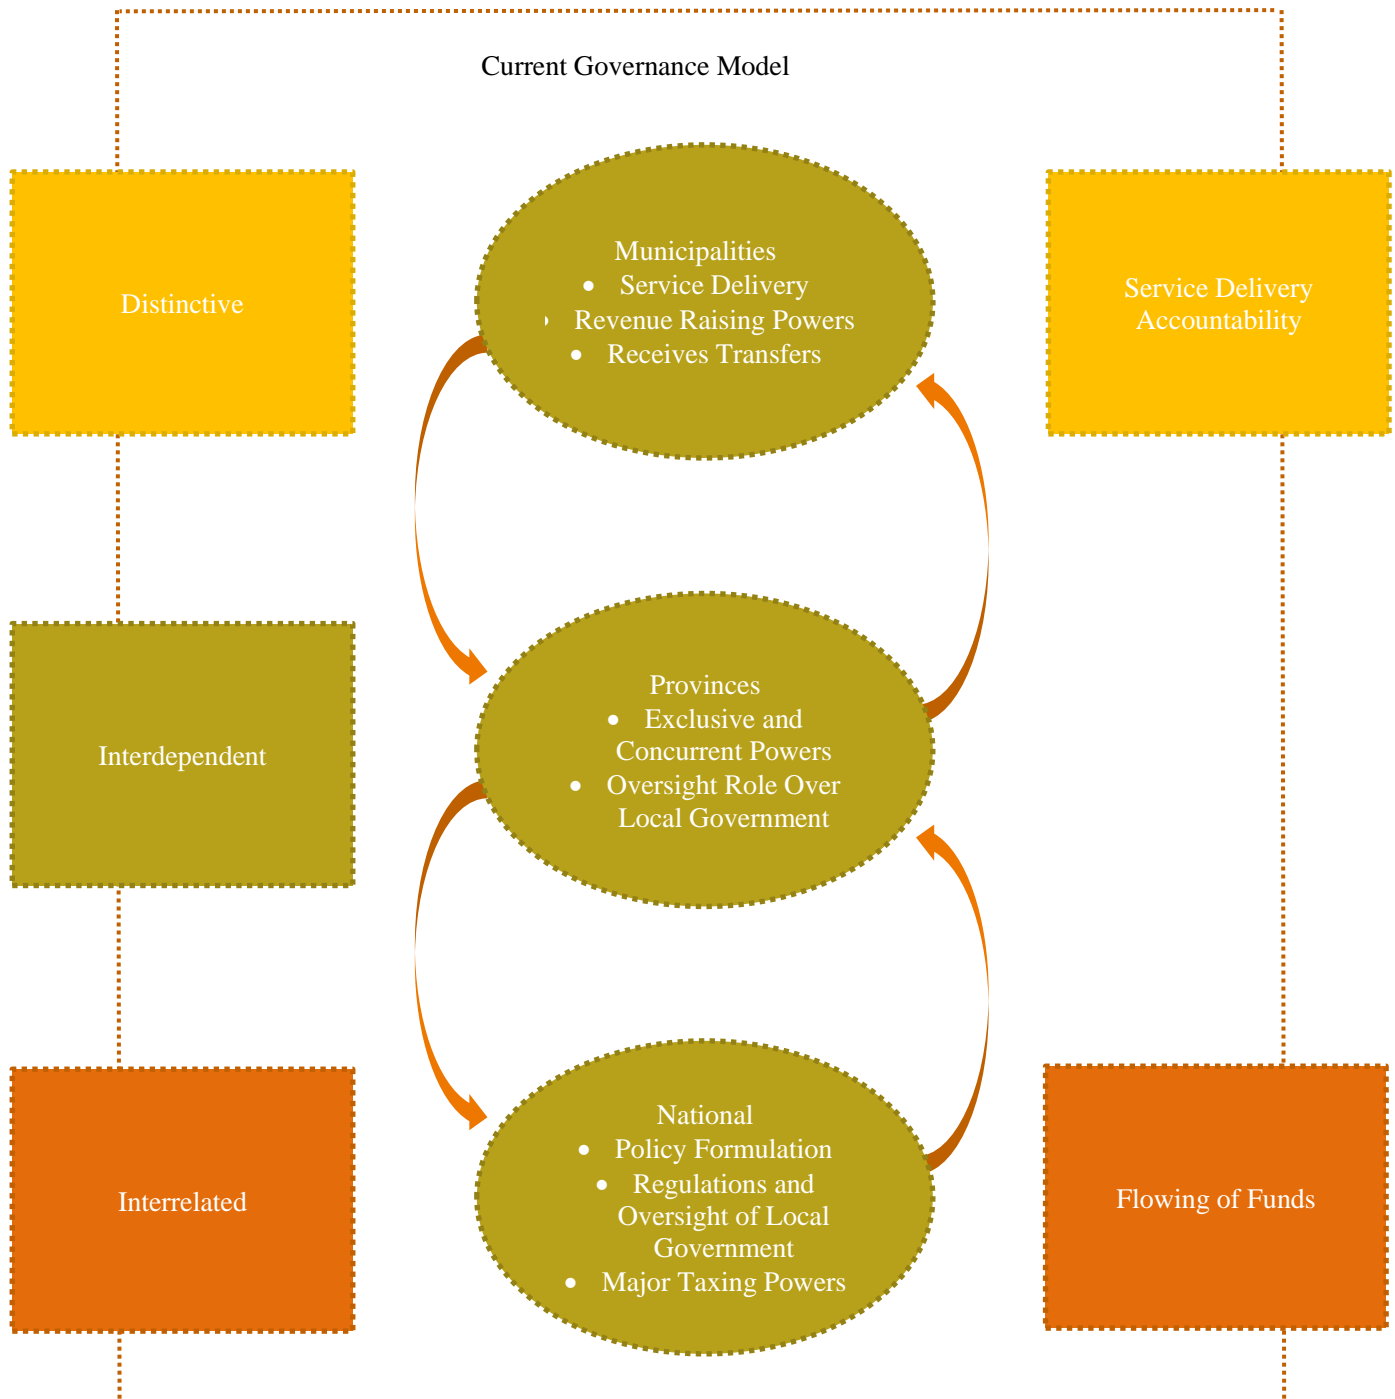 Current Governance Model
Distinctive
Municipalities
• Service Delivery
• Revenue Raising Powers
• Receives Transfers
Service Delivery
Accountability
Interdependent
Provinces
• Exclusive and
Concurrent Powers
• Oversight Role Over
Local Government
Interrelated
National
• Policy Formulation
• Regulations and
Oversight of Local
Government
• Major Taxing Powers
Flowing of Funds